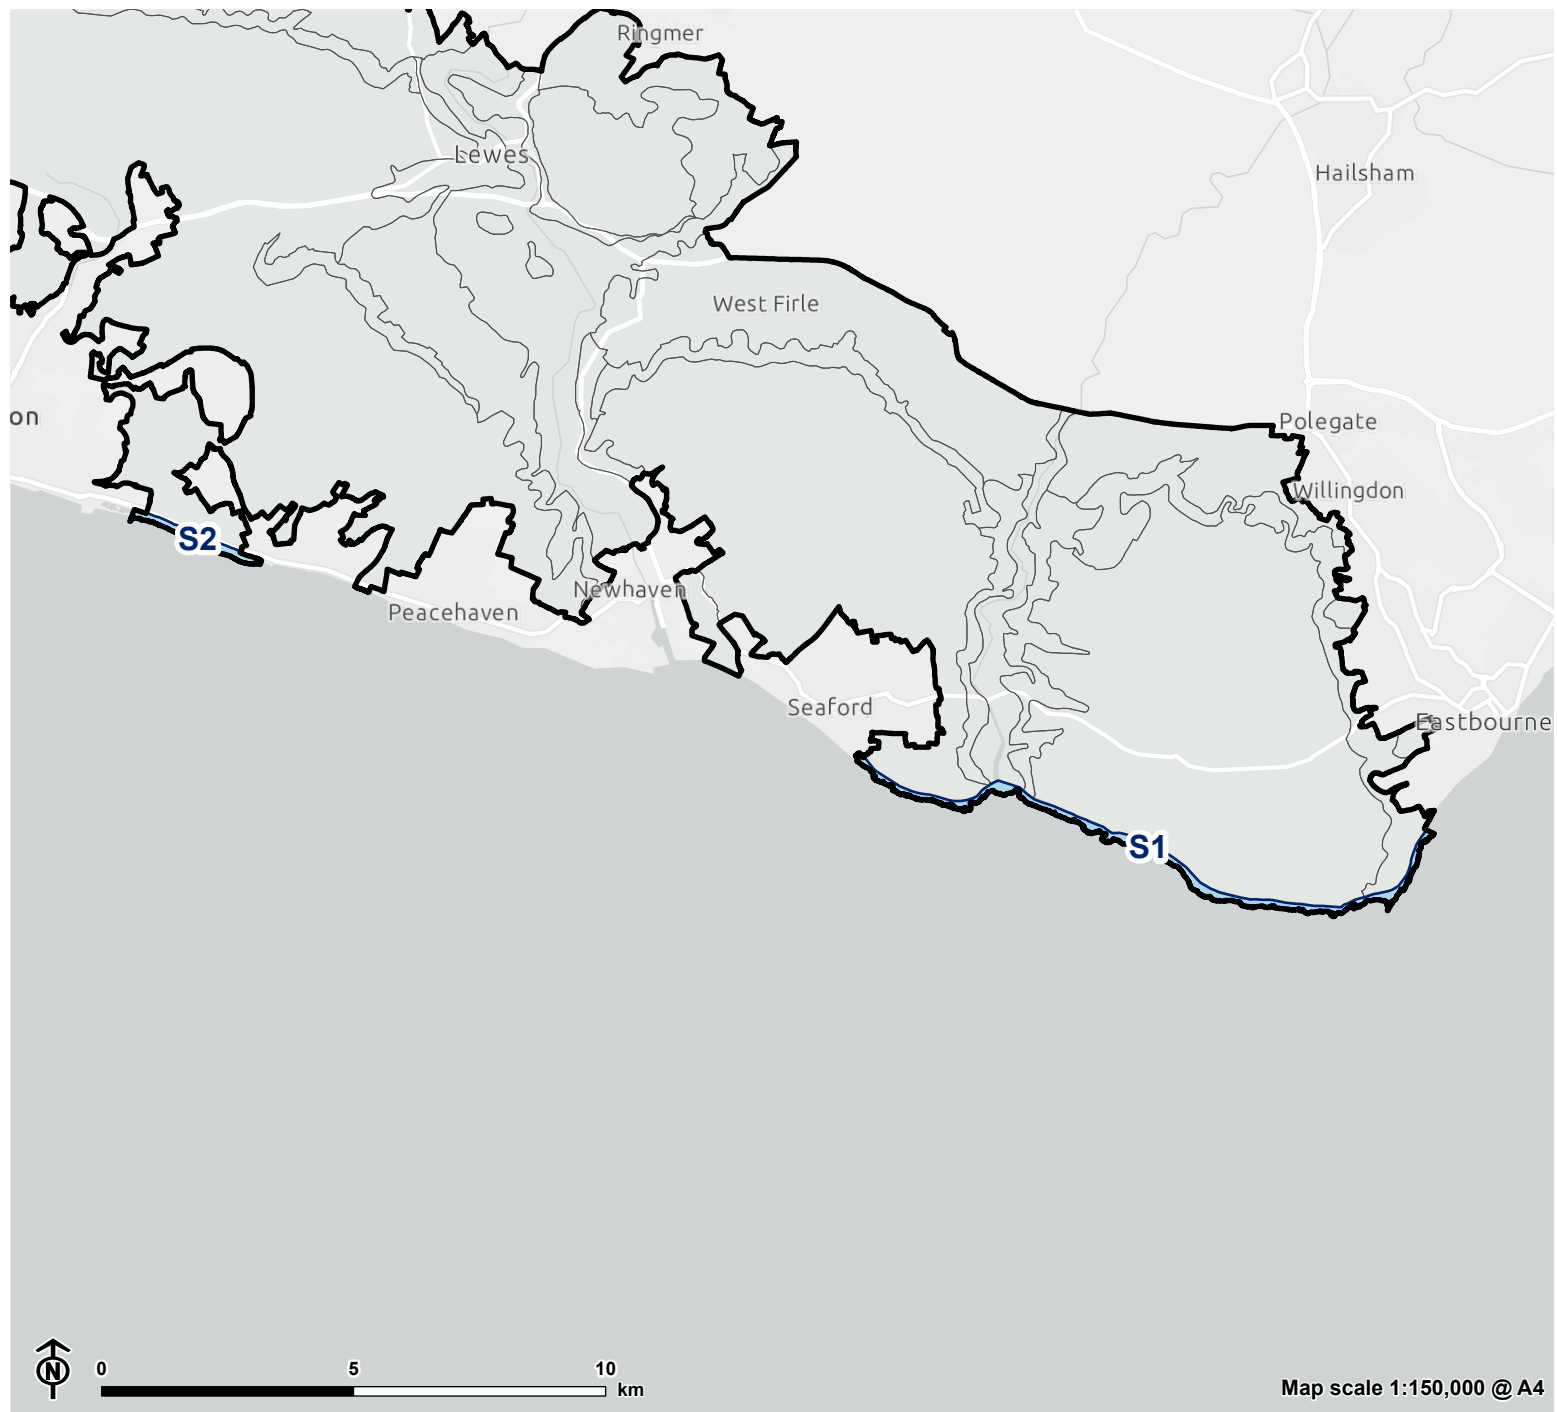 Ringmer
Lewes
Hailsham
West Firle
on
Polegate
Willingdon
S2
Newhaven
Peacehaven
Seaford
Eastbourne
S1
N
0 5 10
km
Map scale 1:150,000 @ A4